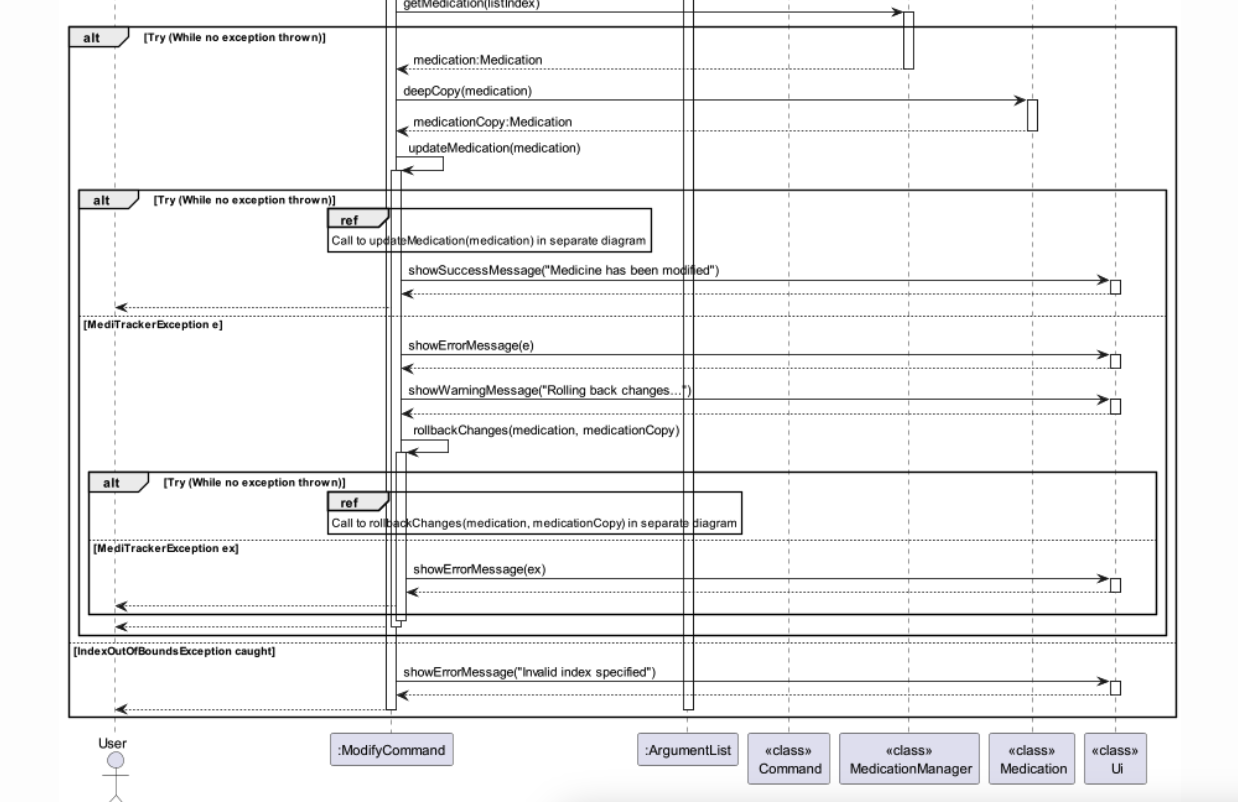 getMedication(listIndex)
alt [Try (While no exception thrown)]
medication:Medication
deepCopy(medication)
medicationCopy:Medication
updateMedication(medication)
alt [Try (While no exception thrown)]
ref
Call to updateMedication(medication) in separate diagram
showSuccessMessage("Medicine has been modified")
[MediTrackerException e]
showErrorMessage(e)
showWarningMessage("Rolling back changes...")
rollbackChanges(medication, medicationCopy)
alt [Try (While no exception thrown)]
ref
Call to rollbackChanges(medication, medicationCopy) in separate diagram
[MediTrackerException ex]
showErrorMessage(ex)
[IndexOutOfBoundsException caught]
showErrorMessage("Invalid index specified")
User
:ModifyCommand
:ArgumentList
«class»
Command
«class»
MedicationManager
«class»
Medication
«class»
Ui